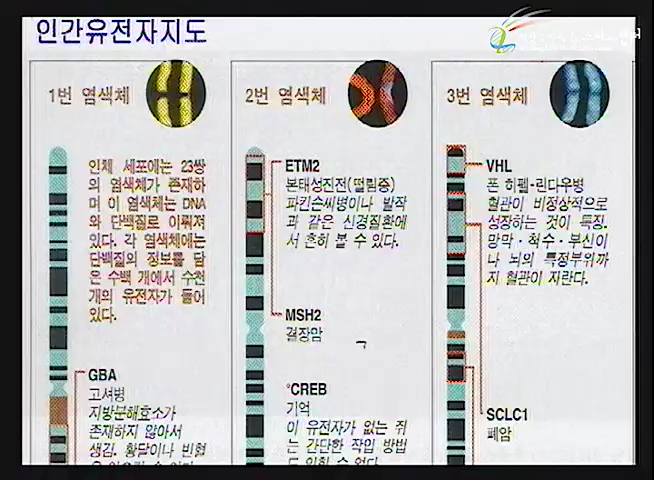 인간유전자지도
1번 염색체
인체 세포에는 23쌍
의 염색체가 존재하
며 이 염색체는 DNA
와 단백질로 이뤄져
있다. 각 염색체에는
단백질의 정보를 담
은 수백 개에서 수천
개의 유전자가 들어
있다.
GBA
고셔병
지방분해효소가
존재하지 않아서
생김. 황달이나 빈혈
2번 염색체
ETM2
본태성진전(떨림증)
파킨슨씨병이나 발작
과 같은 신경질환에
서 흔히 볼 수 있다.
MSH2
결장암
ㄱ
°CREB
기억
이 유전자가 없는 쥐
는 간단한 작업 방법
도 익힐 수 없다
3번 염색체
VHL
폰 히펠-린다우병
혈관이 비정상적으로
성장하는 것이 특징.
망막·척수·부신이
나 뇌의 특정부위까
지 혈관이 자란다.
SCLC1
폐암